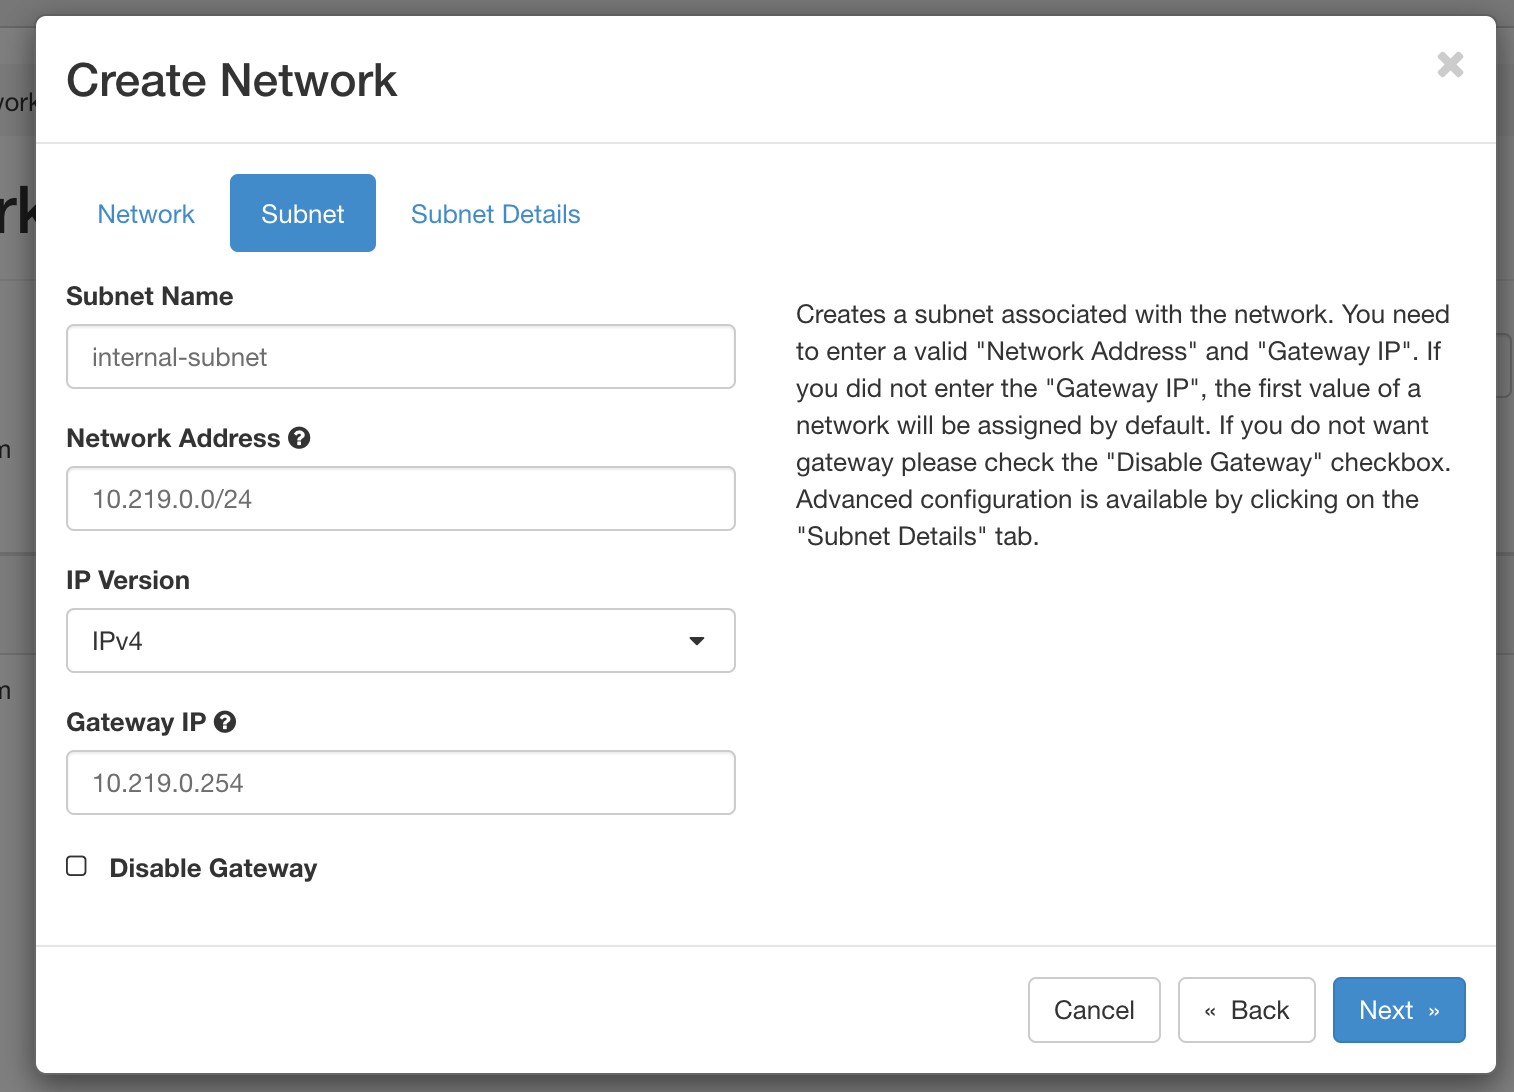 Create Network
Network Subnet Subnet Details
Subnet Name
internal-subnet
Network Address
10.219.0.0/24
IP Version
IPv4
Gateway IP
10.219.0.254
Disable Gateway
Creates a subnet associated with the network. You need
to enter a valid "Network Address" and "Gateway IP". If
you did not enter the "Gateway IP", the first value of a
network will be assigned by default. If you do not want
gateway please check the "Disable Gateway" checkbox.
Advanced configuration is available by clicking on the
"Subnet Details" tab.
Cancel « Back Next »